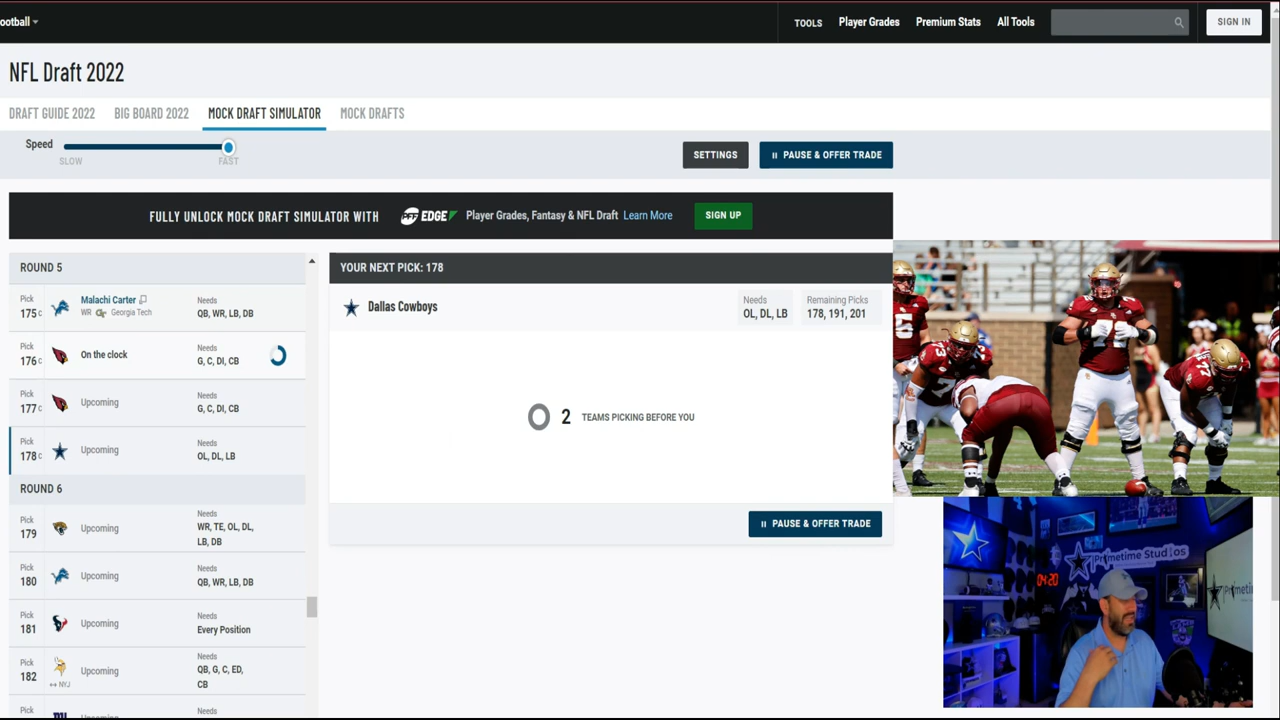 ootball
TOOLS
Player Grades
Premium Stats
All Tools
SIGN IN
NFL Draft 2022
DRAFT GUIDE 2022
BIG BOARD 2022
MOCK DRAFT SIMULATOR
MOCK DRAFTS
Speed
SLOW
FAST
SETTINGS
PAUSE & OFFER TRADE
FULLY UNLOCK MOCK DRAFT SIMULATOR WITH
PFF EDGE
Player Grades, Fantasy & NFL Draft Learn More
SIGN UP
ROUND 5
Pick
175 c
Malachi Carter
WR
Georgia Tech
Needs
QB, WR, LB, DB
Pick
176 c
On the clock
Needs
G, C, DI, CB
Pick
177 c
Upcoming
Needs
G, C, DI, CB
Pick
178 c
Upcoming
Needs
OL, DL, LB
ROUND 6
Pick
179
Upcoming
Needs
WR, TE, OL, DL,
LB, DB
Pick
180
Upcoming
Needs
QB, WR, LB, DB
Pick
181
Upcoming
Needs
Every Position
Pick
182
NYJ
Upcoming
Needs
QB, G, C, ED,
CB
Pick
Upcoming
Needs
YOUR NEXT PICK: 178
Dallas Cowboys
Needs
OL, DL, LB
Remaining Picks
178, 191, 201
2
TEAMS PICKING BEFORE YOU
PAUSE & OFFER TRADE
73
77
04:20
Primetime Studios